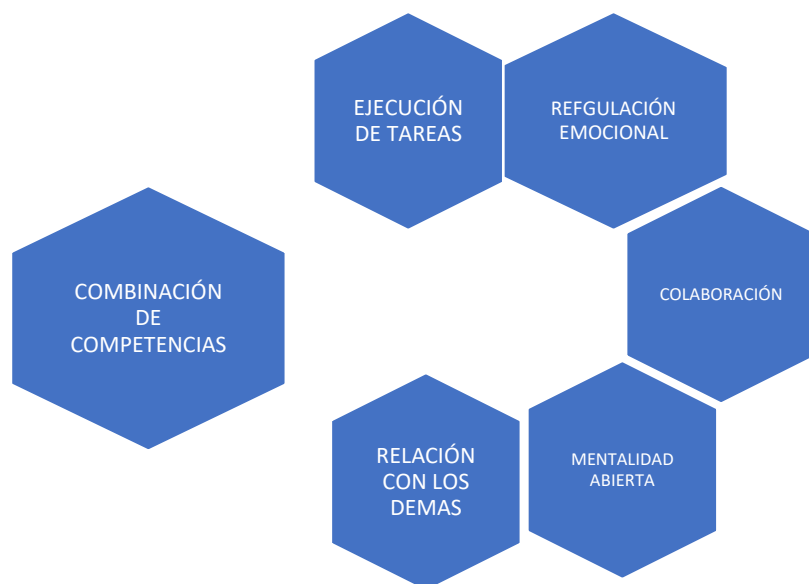 EJECUCIÓN
DE TAREAS
REFGULACIÓN
EMOCIONAL
COMBINACIÓN
DE
COMPETENCIAS
COLABORACIÓN
RELACIÓN
CON LOS
DEMAS
MENTALIDAD
ABIERTA